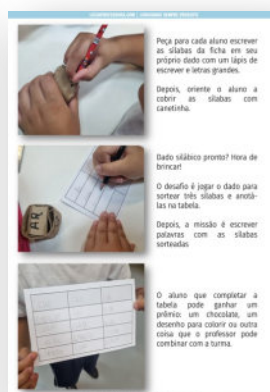 Peça para cada aluno escrever
as sílabas da ficha em seu
próprio dado com um lápis de
escrever e letras grandes.
Depois, oriente o aluno a
cobrir as sílabas com
canetinha.
Dado silábico pronto? Hora de
brincar!
O desafio é jogar o dado para
sortear três sílabas e anotá-
las na tabela.
Depois, a missão é escrever
palavras com as sílabas
sorteadas
AR
O aluno que completar a
tabela pode ganhar um
prêmio: um chocolate, um
desenho para colorir ou outra
coisa que o professor pode
combinar com a turma.